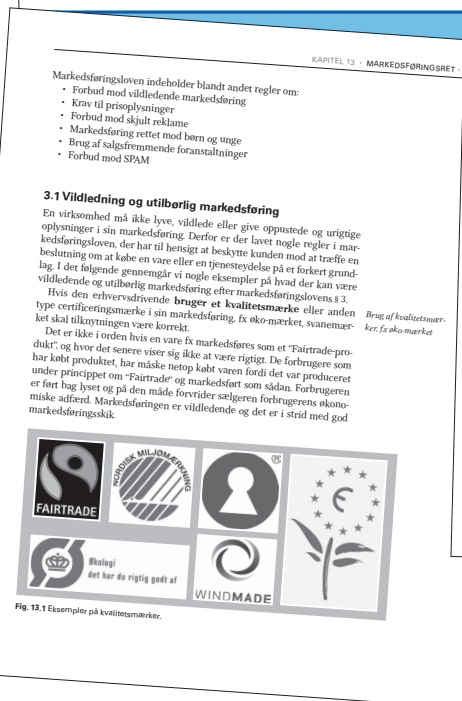 KAPITEL 13 · MARKEDSFØRINGSRET ·
Markedsføringsloven indeholder blandt andet regler om:
• Forbud mod vildledende markedsføring
• Krav til prisoplysninger
• Forbud mod skjult reklame
• Markedsføring rettet mod børn og unge
• Brug af salgsfremmende foranstaltninger
• Forbud mod SPAM
3.1 Vildledning og utilbørlig markedsføring
En virksomhed må ikke lyve, vildlede eller give oppustede og urigtige
oplysninger i sin markedsføring. Derfor er der lavet nogle regler i mar-
kedsføringsloven, der har til hensigt at beskytte kunden mod at træffe en
beslutning om at købe en vare eller en tjenesteydelse på et forkert grund-
lag. I det følgende gennemgår vi nogle eksempler på hvad der kan være
vildledende og utilbørlig markedsføring efter markedsføringslovens § 3.
Hvis den erhvervsdrivende bruger et kvalitetsmærke eller anden
type certificeringsmærke i sin markedsføring, fx øko-mærket, svanemær-
ket skal tilknytningen være korrekt.
Brug af kvalitetsmær-
ker, fx øko-mærket
Det er ikke i orden hvis en vare fx markedsføres som et "Fairtrade-pro-
dukt", og hvor det senere viser sig ikke at være rigtigt. De forbrugere som
har købt produktet, har måske netop købt varen fordi det var produceret
under princippet om "Fairtrade" og markedsført som sådan. Forbrugeren
er ført bag lyset og på den måde forvrider sælgeren forbrugerens økono-
miske adfærd. Markedsføringen er vildledende og det er i strid med god
markedsføringsskik.
FAIRTRADE
NORDISK MILJØMÆRKNING
®
Є
Økologi
det har du rigtig godt af
WINDMADE
Fig. 13.1 Eksempler på kvalitetsmærker.